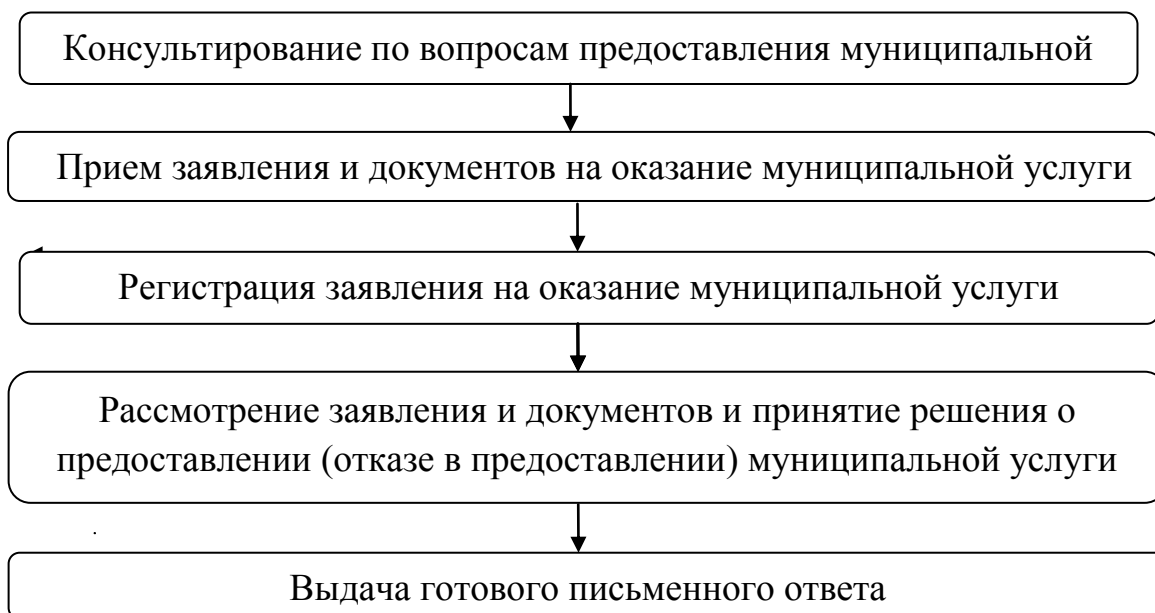 Консультирование по вопросам предоставления муниципальной
Прием заявления и документов на оказание муниципальной услуги
Регистрация заявления на оказание муниципальной услуги
Рассмотрение заявления и документов и принятие решения о
предоставлении (отказе в предоставлении) муниципальной услуги
Выдача готового письменного ответа